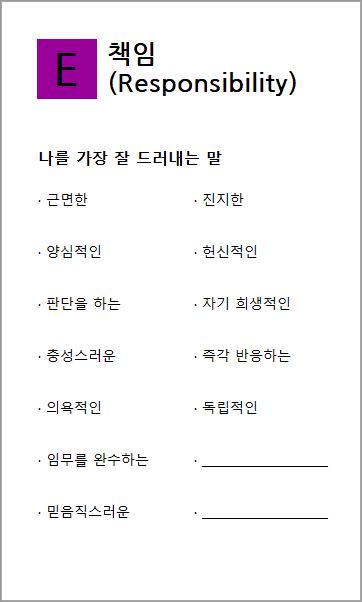 E
책임
(Responsibility)
나를 가장 잘 드러내는 말
· 근면한
· 진지한
· 양심적인
· 헌신적인
· 판단을 하는
· 자기 희생적인
· 충성스러운
· 즉각 반응하는
· 의욕적인
· 독립적인
· 임무를 완수하는
· __________________
· 믿음직스러운
· __________________